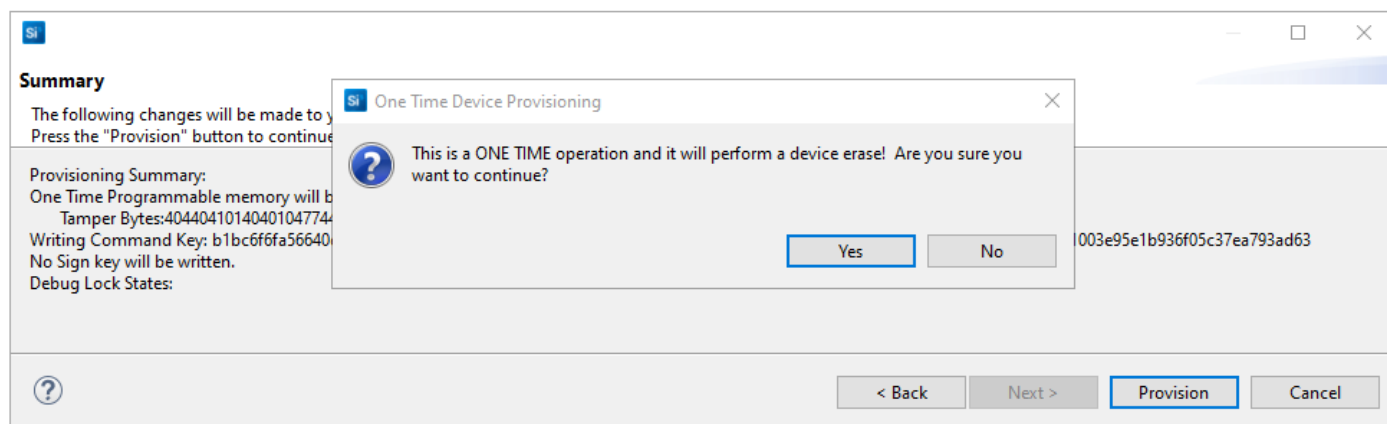 Si
Summary
The following changes will be made to y
Press the "Provision" button to continue
Si One Time Device Provisioning
This is a ONE TIME operation and it will perform a device erase! Are you sure you
want to continue?
Yes No
Provisioning Summary:
One Time Programmable memory will b
Tamper Bytes:40440410140401047744
Writing Command Key: b1bc6f6fa56640 1003e95e1b936f05c37ea793ad63
No Sign key will be written.
Debug Lock States:
? < Back Next > Provision Cancel